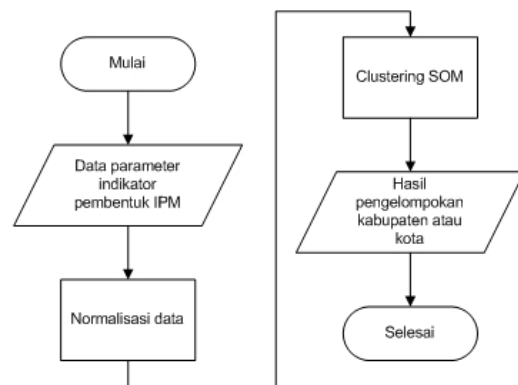 Mulai
Data parameter
indikator
pembentuk IPM
Normalisasi data
Clustering SOM
Hasil
pengelompokan
kabupaten atau
kota
Selesai